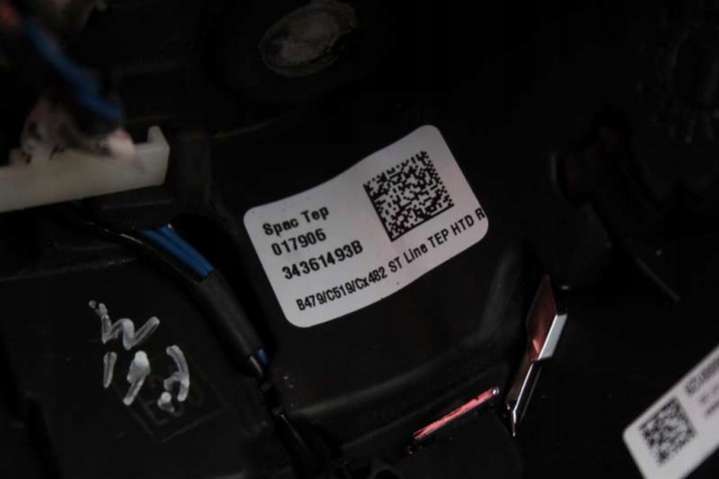 Spac Tep
017906
34361493B
B479/C519/Cx482 ST Line TEP HTD R